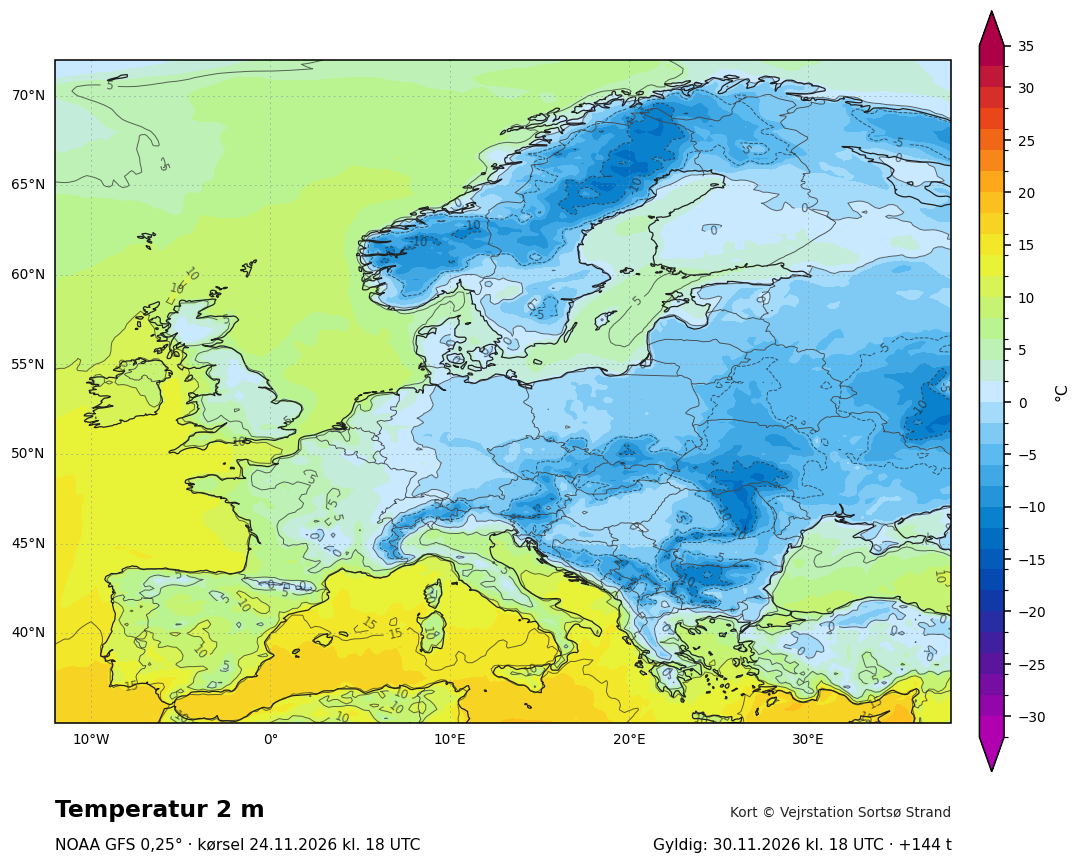 70°N
65°N
60°N
55°N
50°N
45°N
40°N
10°W
0°
10°E
20°E
30°E
35
30
25
20
15
10
5
0
−5
−10
−15
−20
−25
−30
°C
Temperatur 2 m
Kort © Vejrstation Sortsø Strand
NOAA GFS 0,25° · kørsel 24.11.2026 kl. 18 UTC
Gyldig: 30.11.2026 kl. 18 UTC · +144 t